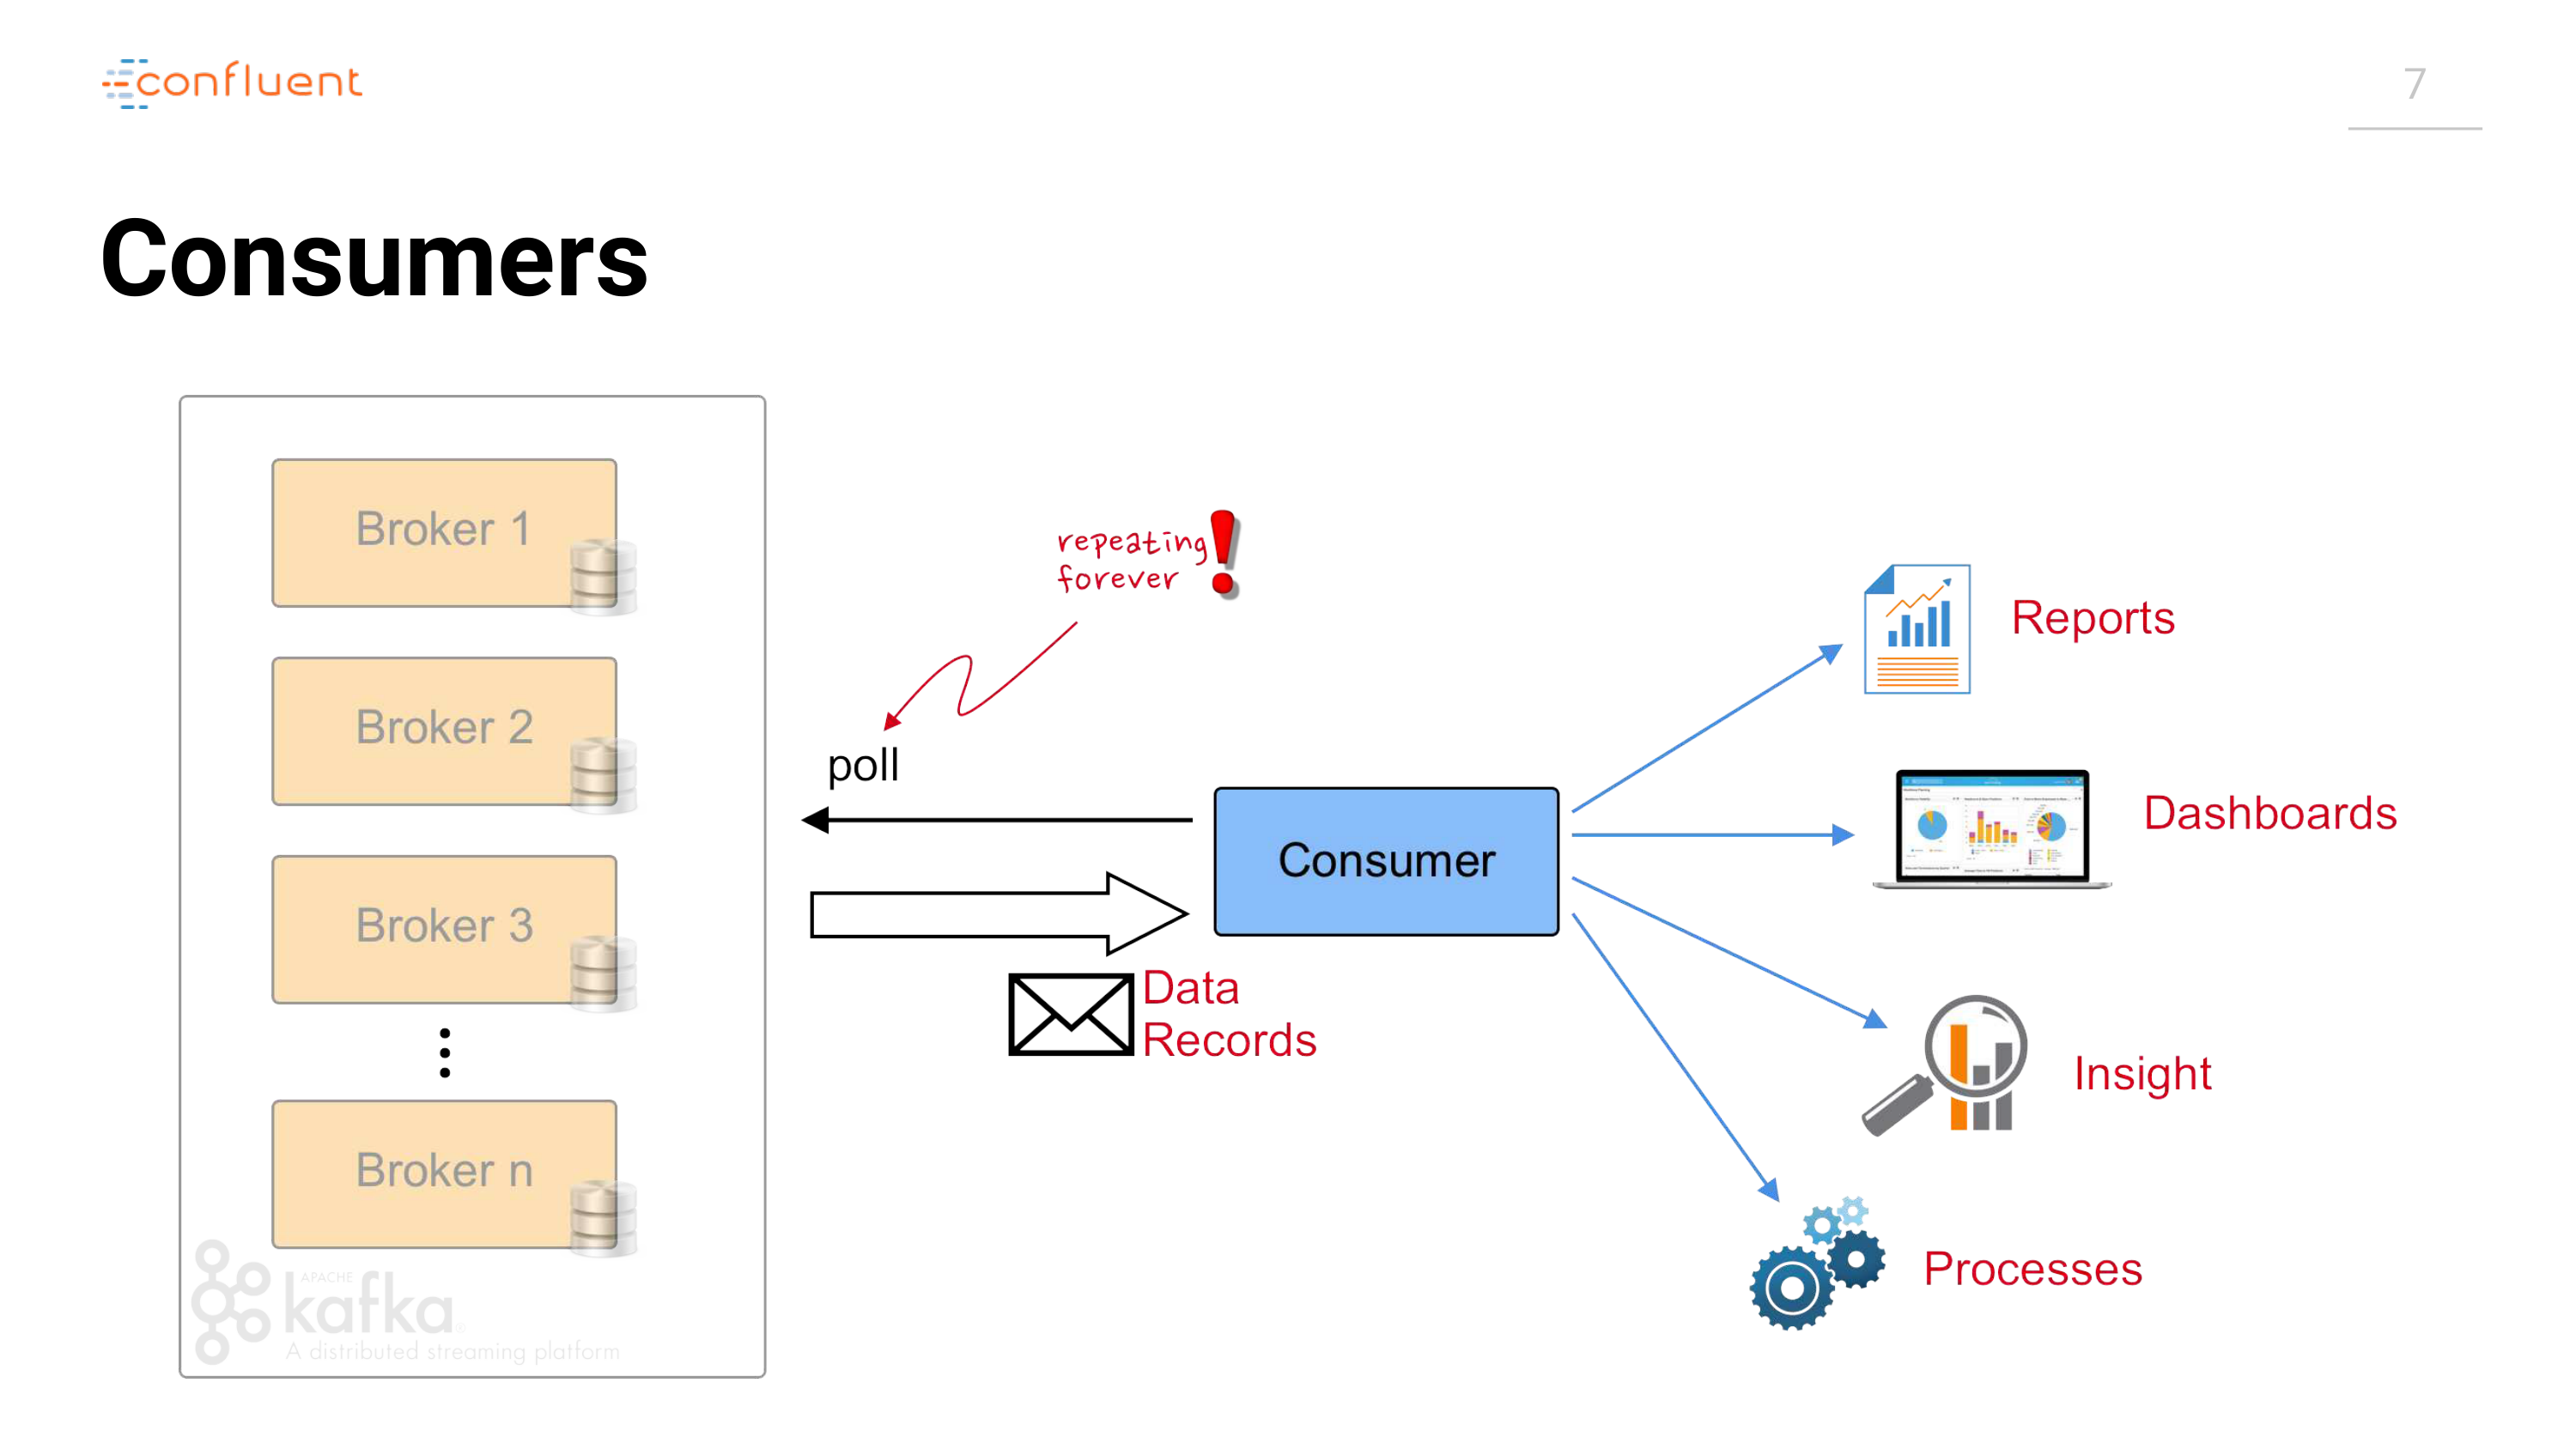 confluent
7
Consumers
Broker 1
Broker 2
Broker 3
Broker n
APACHE
kafka
A distributed streaming platform
repeating
forever
poll
Consumer
Data
Records
Reports
Dashboards
Insight
Processes